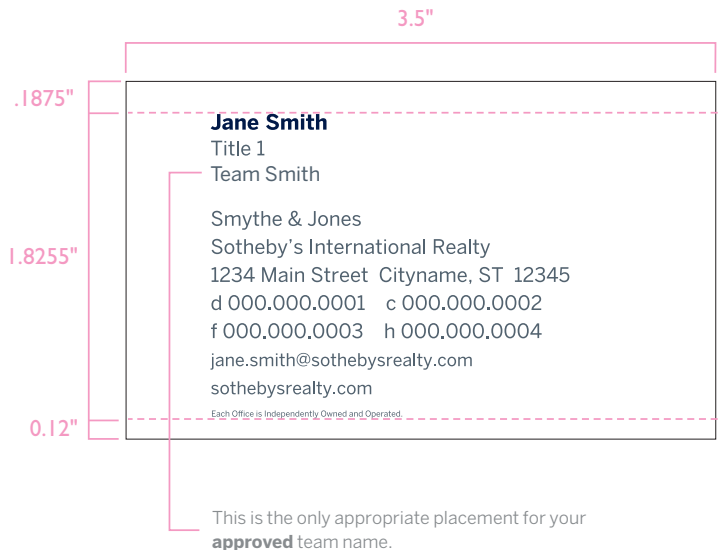 3.5"
.1875"
Jane Smith
Title 1
Team Smith
Smythe & Jones
Sotheby's International Realty
1.8255"
1234 Main Street  Cityname, ST  12345
d 000.000.0001    c 000.000.0002
f 000.000.0003    h 000.000.0004
jane.smith@sothebysrealty.com
sothebysrealty.com
Each Office is Independently Owned and Operated.
0.12"
This is the only appropriate placement for your
approved team name.